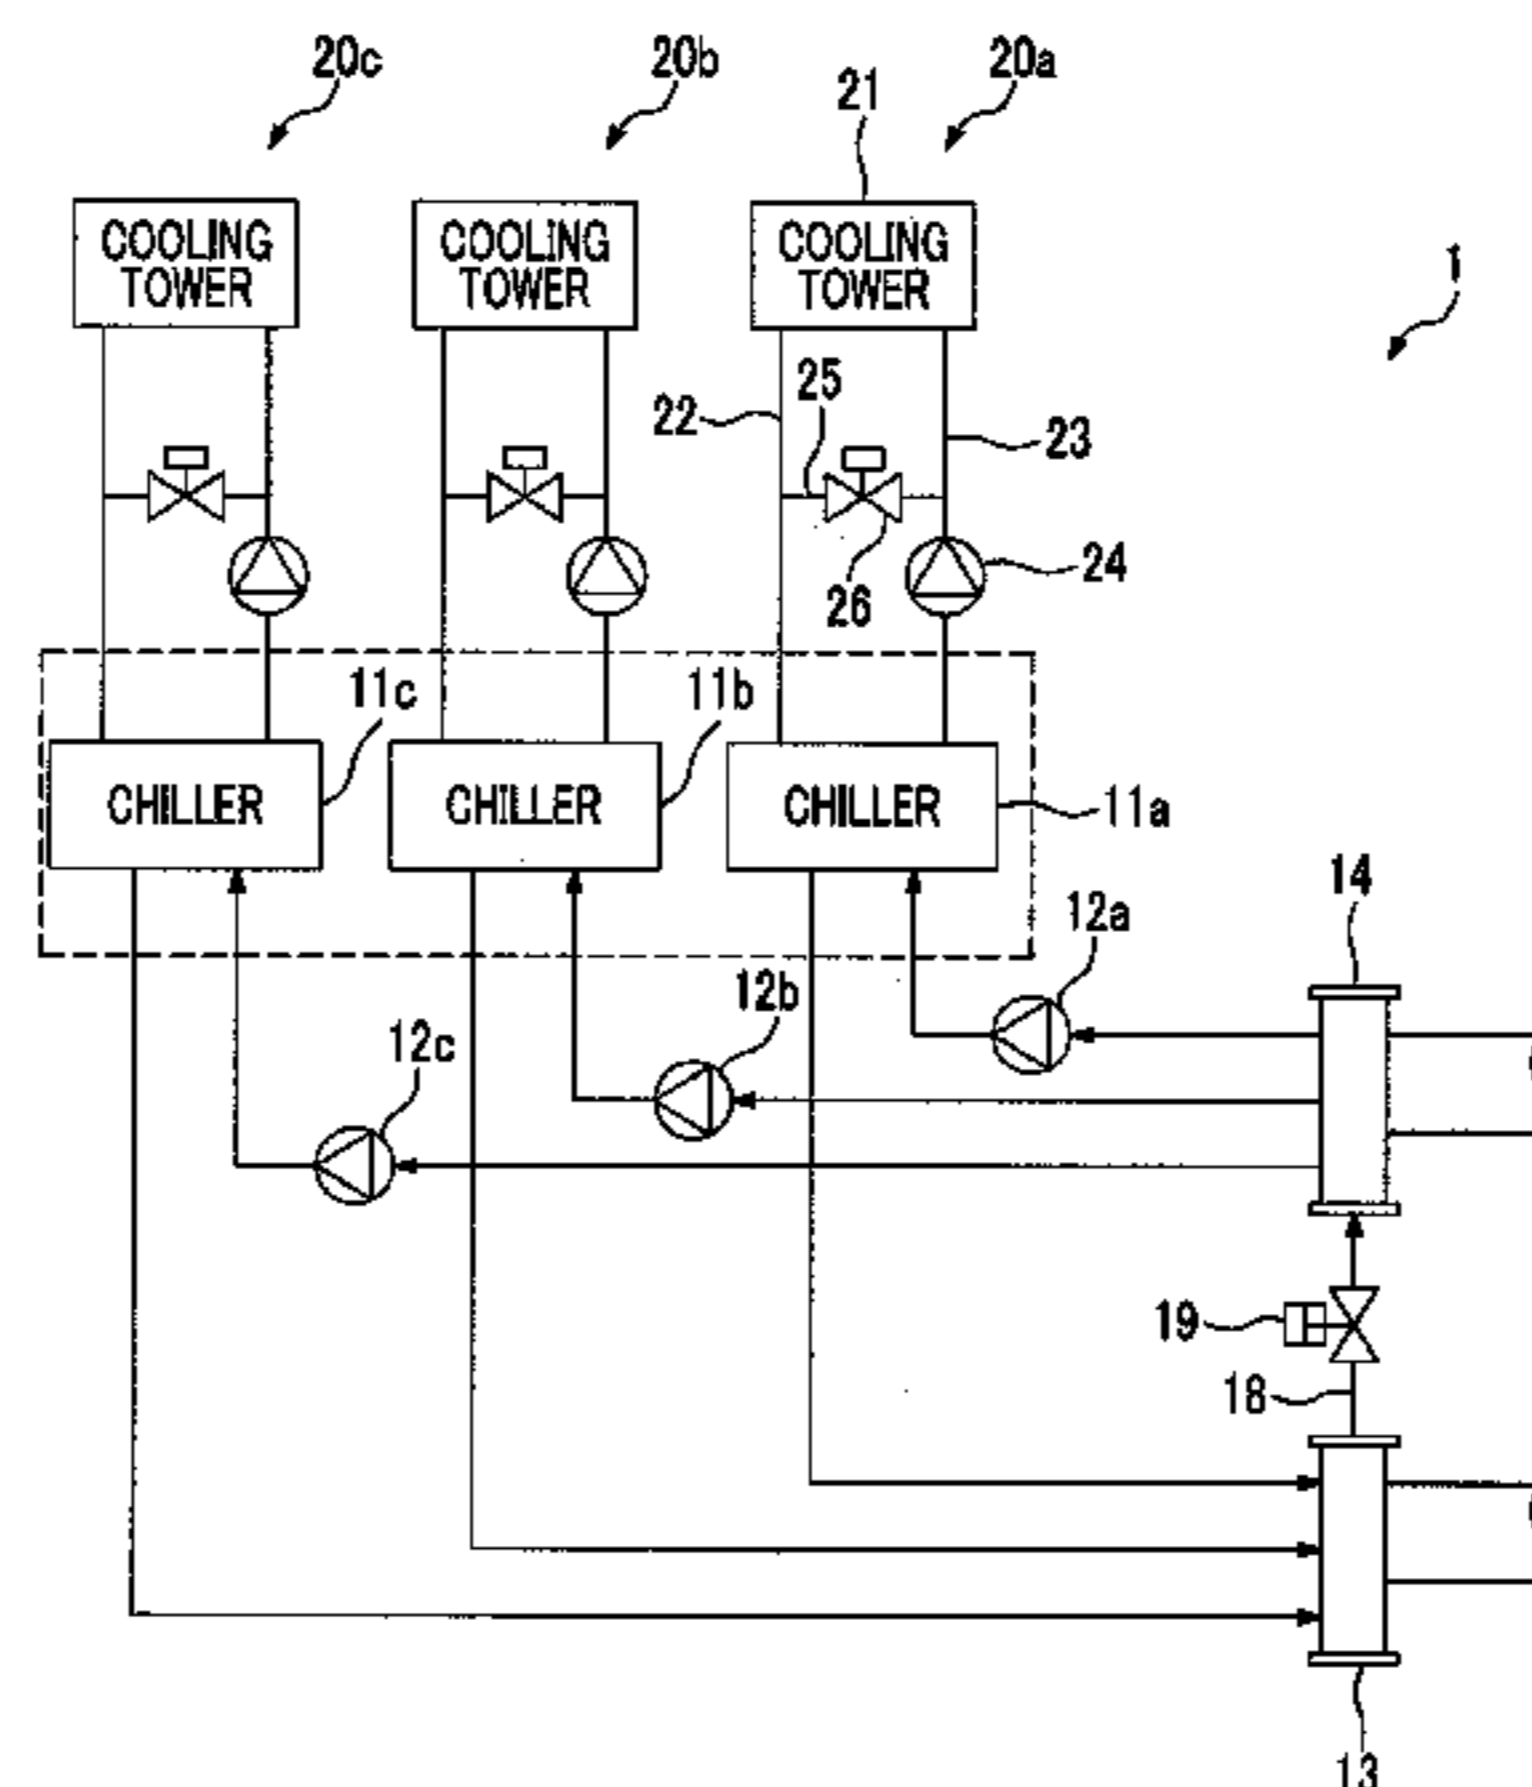 20c
20b
20a
21
COOLING
TOWER
COOLING
TOWER
COOLING
TOWER
1
25
22
23
24
26
11c
11b
CHILLER
CHILLER
CHILLER
11a
14
12a
12b
12c
19
18
13